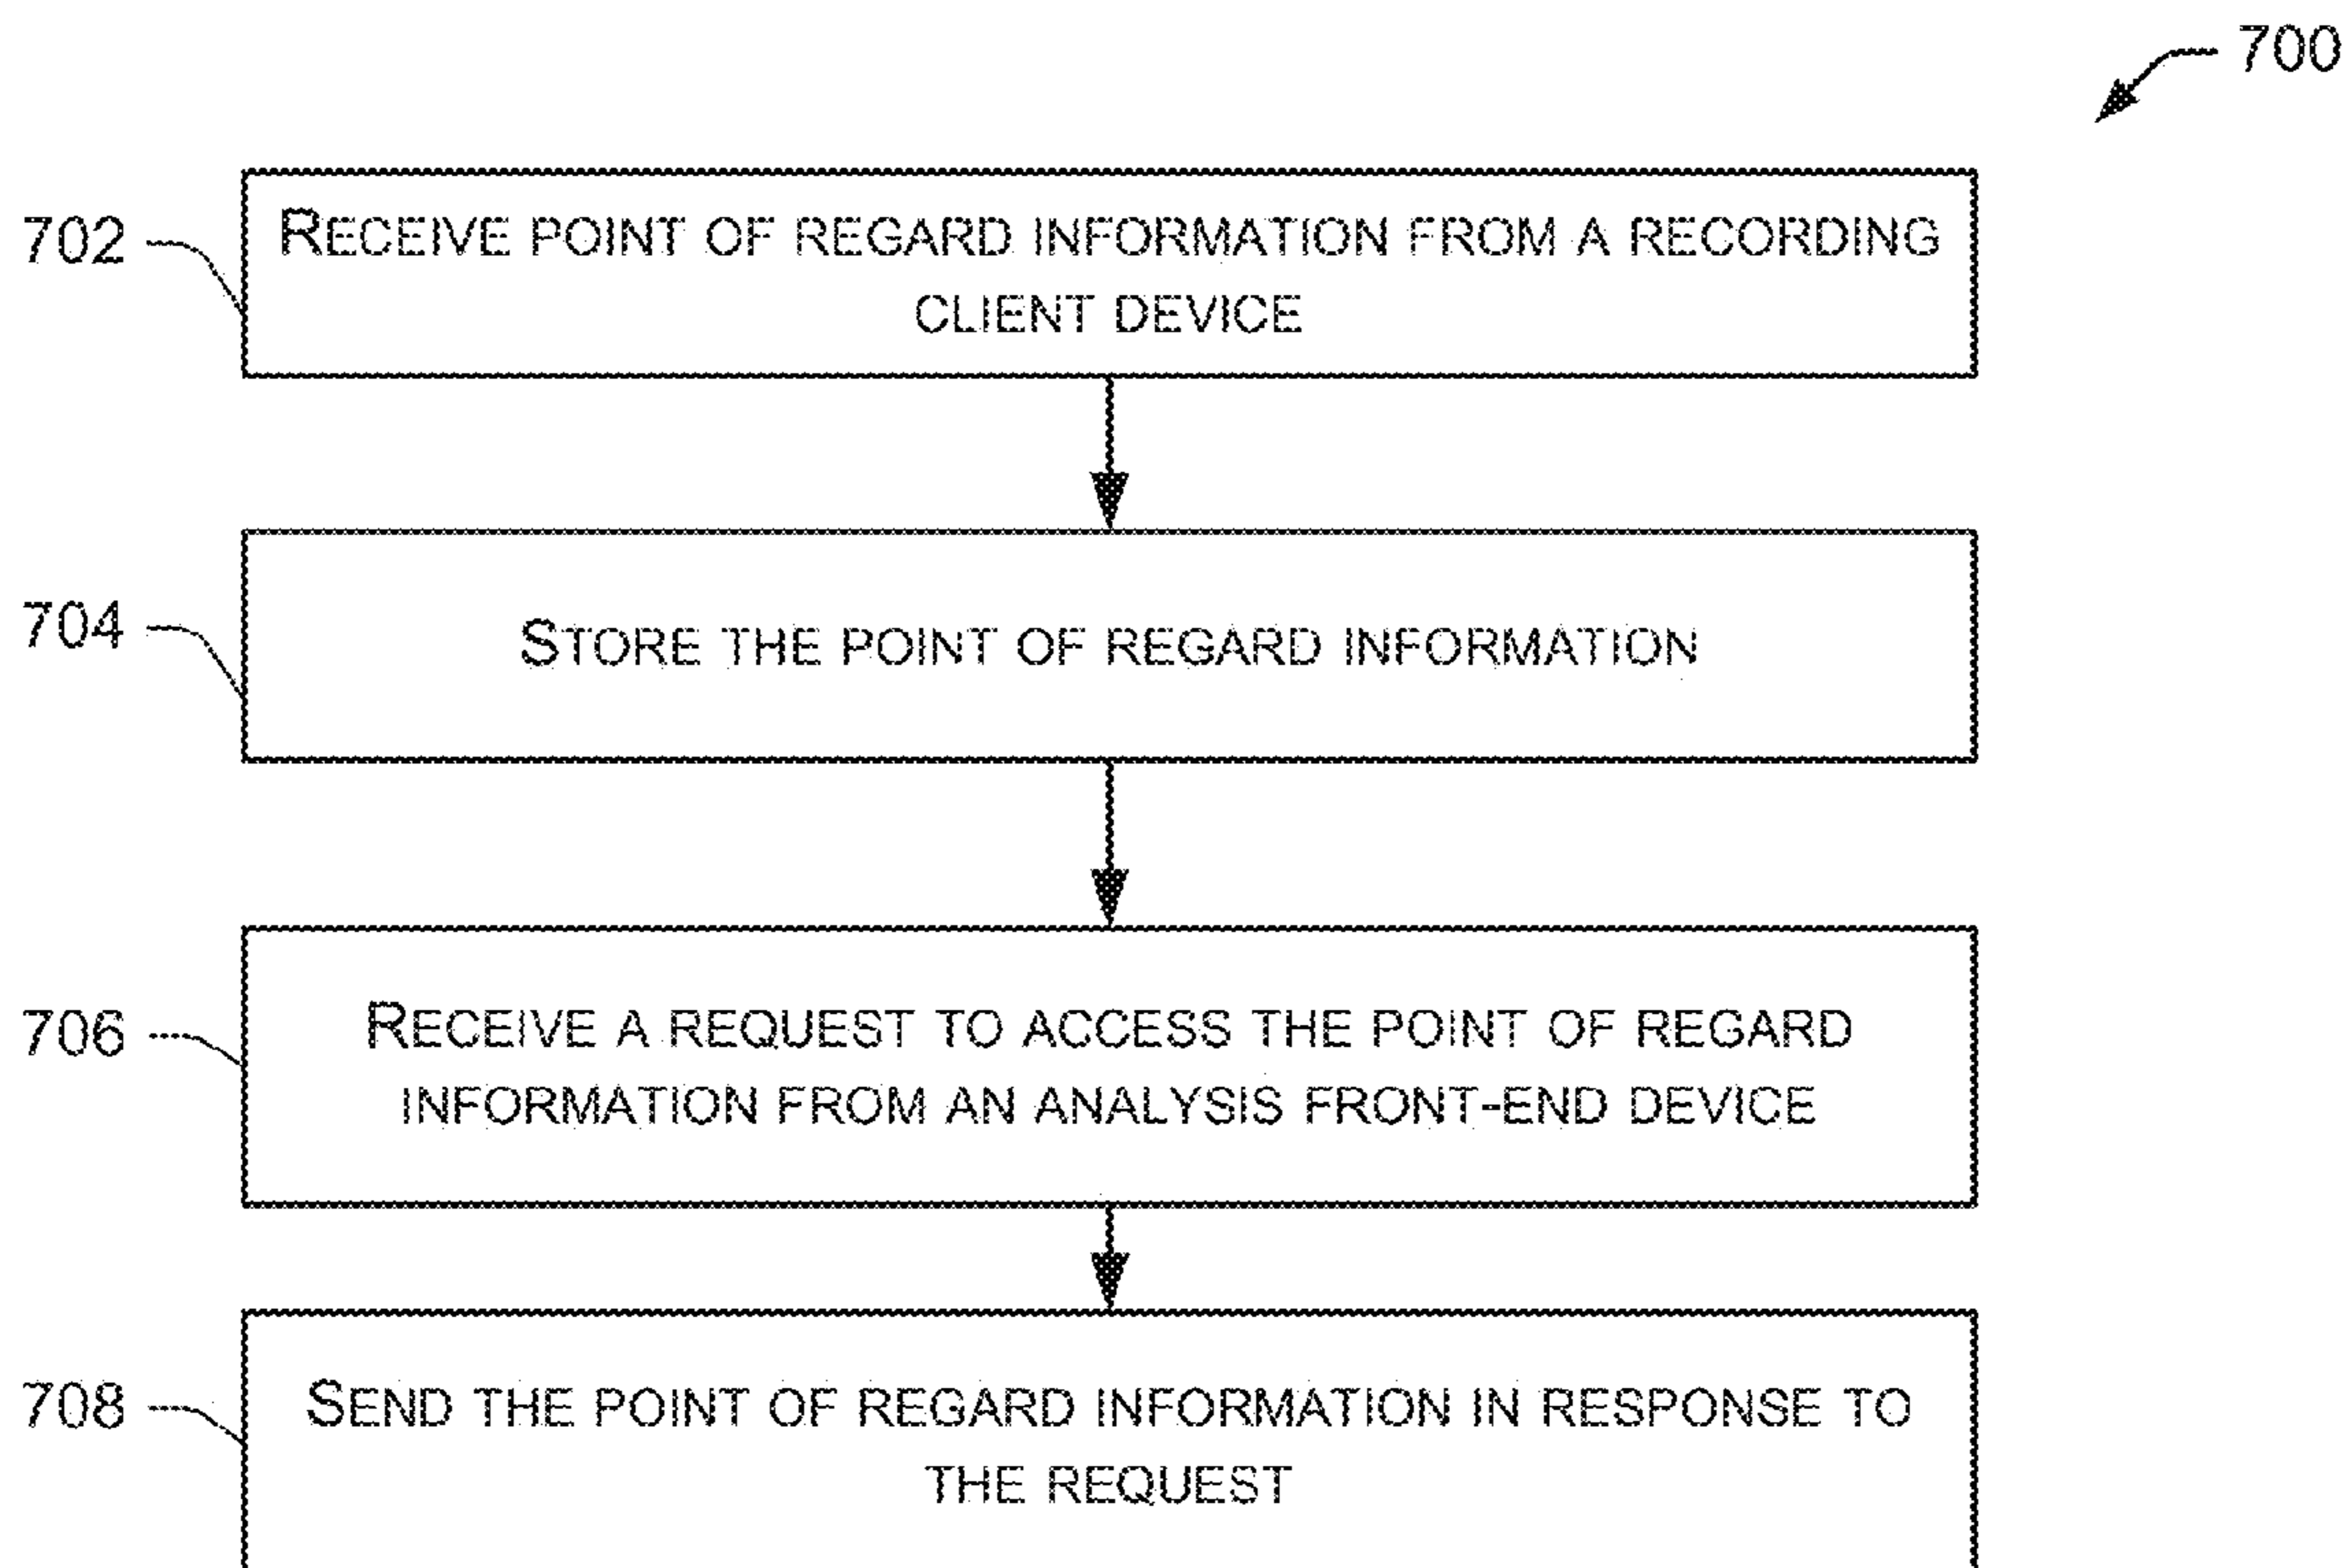 700
702
RECEIVE POINT OF REGARD INFORMATION FROM A RECORDING
CLIENT DEVICE
704
STORE THE POINT OF REGARD INFORMATION
706
RECEIVE A REQUEST TO ACCESS THE POINT OF REGARD
INFORMATION FROM AN ANALYSIS FRONT-END DEVICE
708
SEND THE POINT OF REGARD INFORMATION IN RESPONSE TO
THE REQUEST